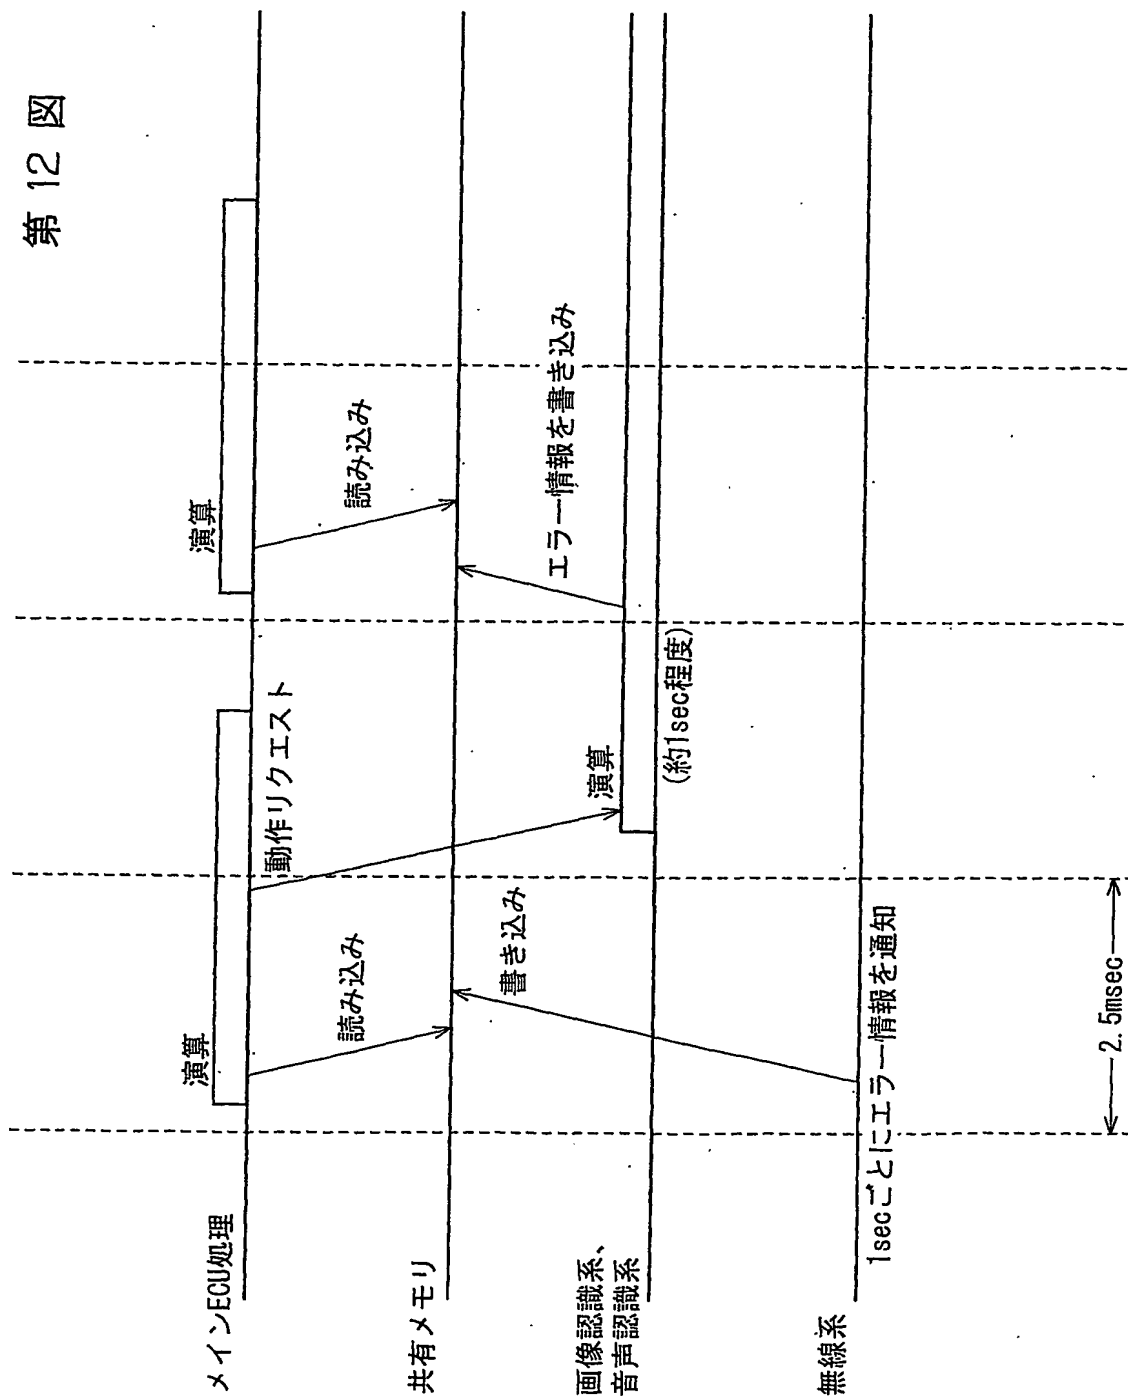 第 12 図
メインECU処理
演算
演算
読み込み
動作リクエスト
読み込み
共有メモリ
書き込み
エラー情報を書き込み
画像認識系、
音声認識系
演算
(約1sec程度)
無線系
1secごとにエラー情報を通知
2.5msec